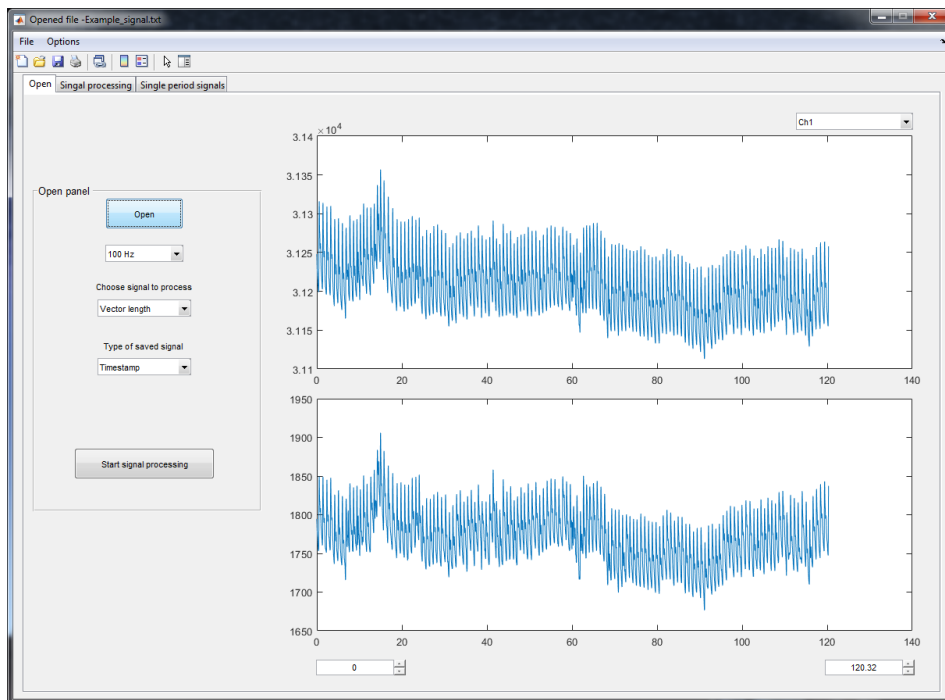 Opened file -Example_signal.txt
File Options
Open Singal processing Single period signals
Ch1
Open panel
Open
100 Hz
Choose signal to process
Vector length
Type of saved signal
Timestamp
Start signal processing
×10^4
3.14
3.135
3.13
3.125
3.12
3.115
3.11
0 20 40 60 80 100 120 140
1950
1900
1850
1800
1750
1700
1650
0 20 40 60 80 100 120 140
0
120.32